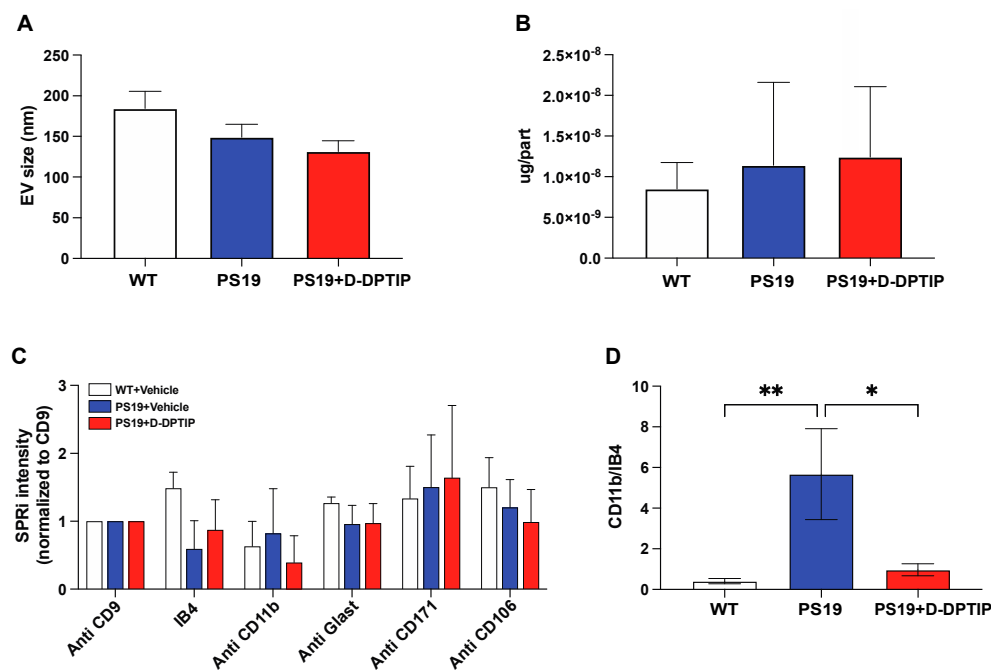 A
EV size (nm)
250
200
150
100
50
0
WT
PS19
PS19+D-DPTIP
B
ug/part
2.5×10⁻⁸
2.0×10⁻⁸
1.5×10⁻⁸
1.0×10⁻⁸
5.0×10⁻⁹
0.0
WT
PS19
PS19+D-DPTIP
C
SPRi intensity
(normalized to CD9)
3
2
1
0
WT+Vehicle
PS19+Vehicle
PS19+D-DPTIP
Anti CD9
IB4
Anti CD11b
Anti Glast
Anti CD171
Anti CD106
D
CD11b/IB4
10
8
6
4
2
0
**
*
WT
PS19
PS19+D-DPTIP